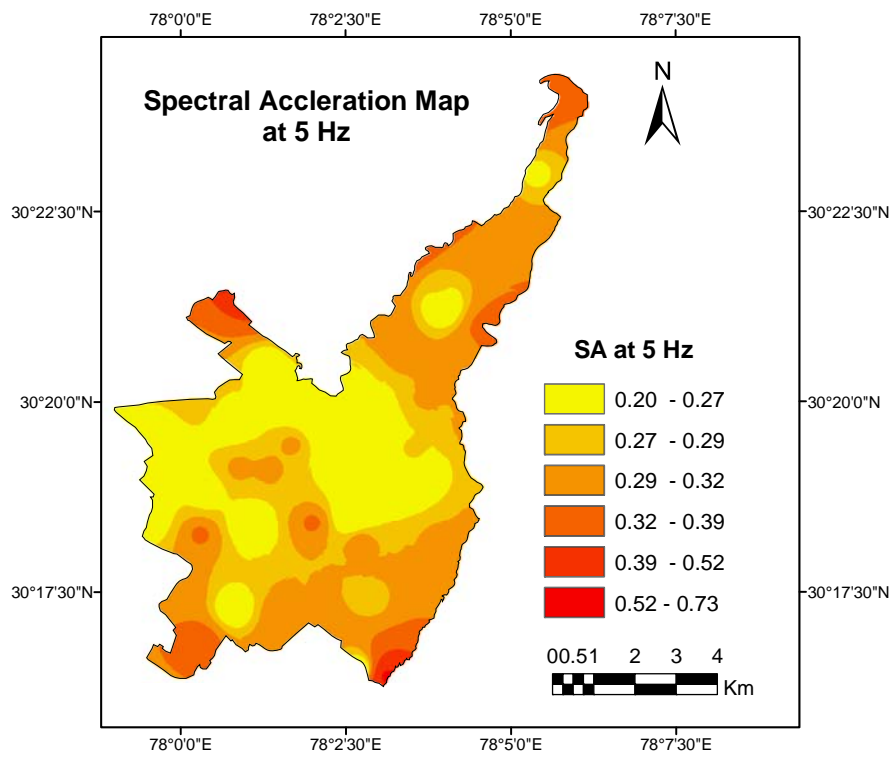 78°0'0"E 78°2'30"E 78°5'0"E 78°7'30"E
Spectral Accleration Map
at 5 Hz
N
30°22'30"N 30°22'30"N
SA at 5 Hz
0.20 - 0.27
30°20'0"N 30°20'0"N
0.27 - 0.29
0.29 - 0.32
0.32 - 0.39
0.39 - 0.52
30°17'30"N 30°17'30"N
0.52 - 0.73
00.51 2 3 4
Km
78°0'0"E 78°2'30"E 78°5'0"E 78°7'30"E